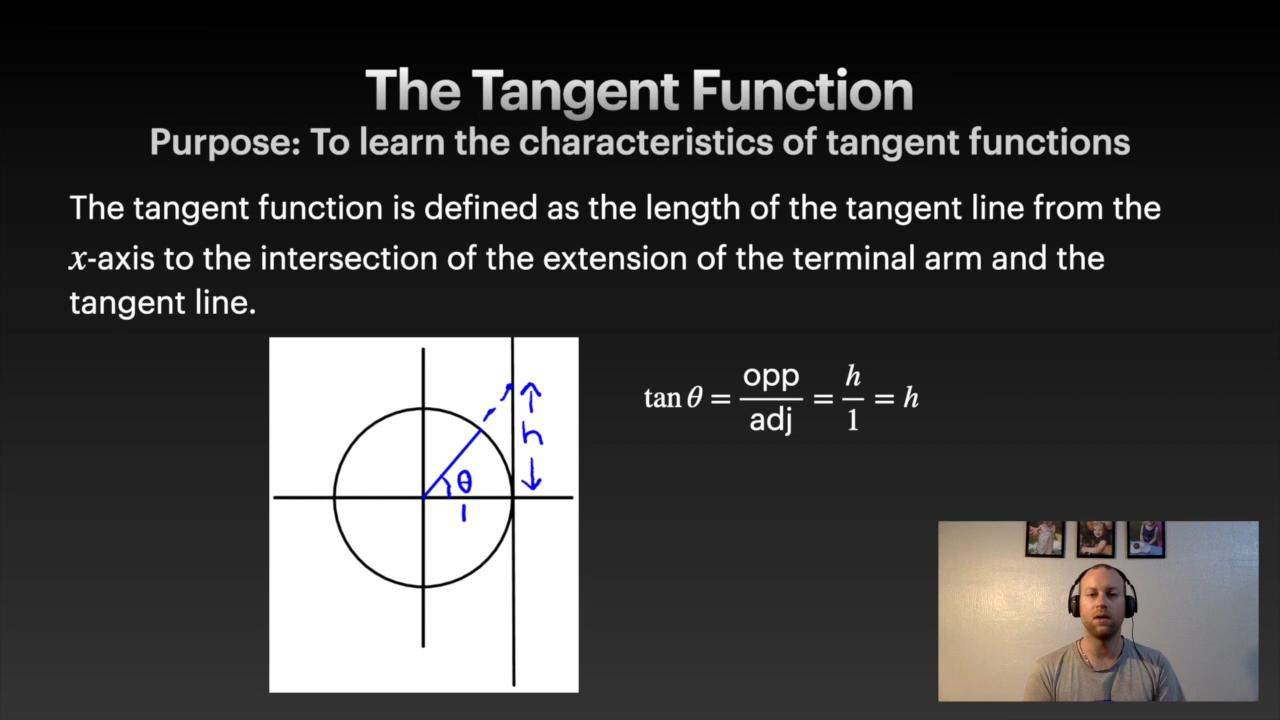 The Tangent Function
Purpose: To learn the characteristics of tangent functions
The tangent function is defined as the length of the tangent line from the
x-axis to the intersection of the extension of the terminal arm and the
tangent line.
tan θ = opp/adj = h/1 = h
h
θ
1